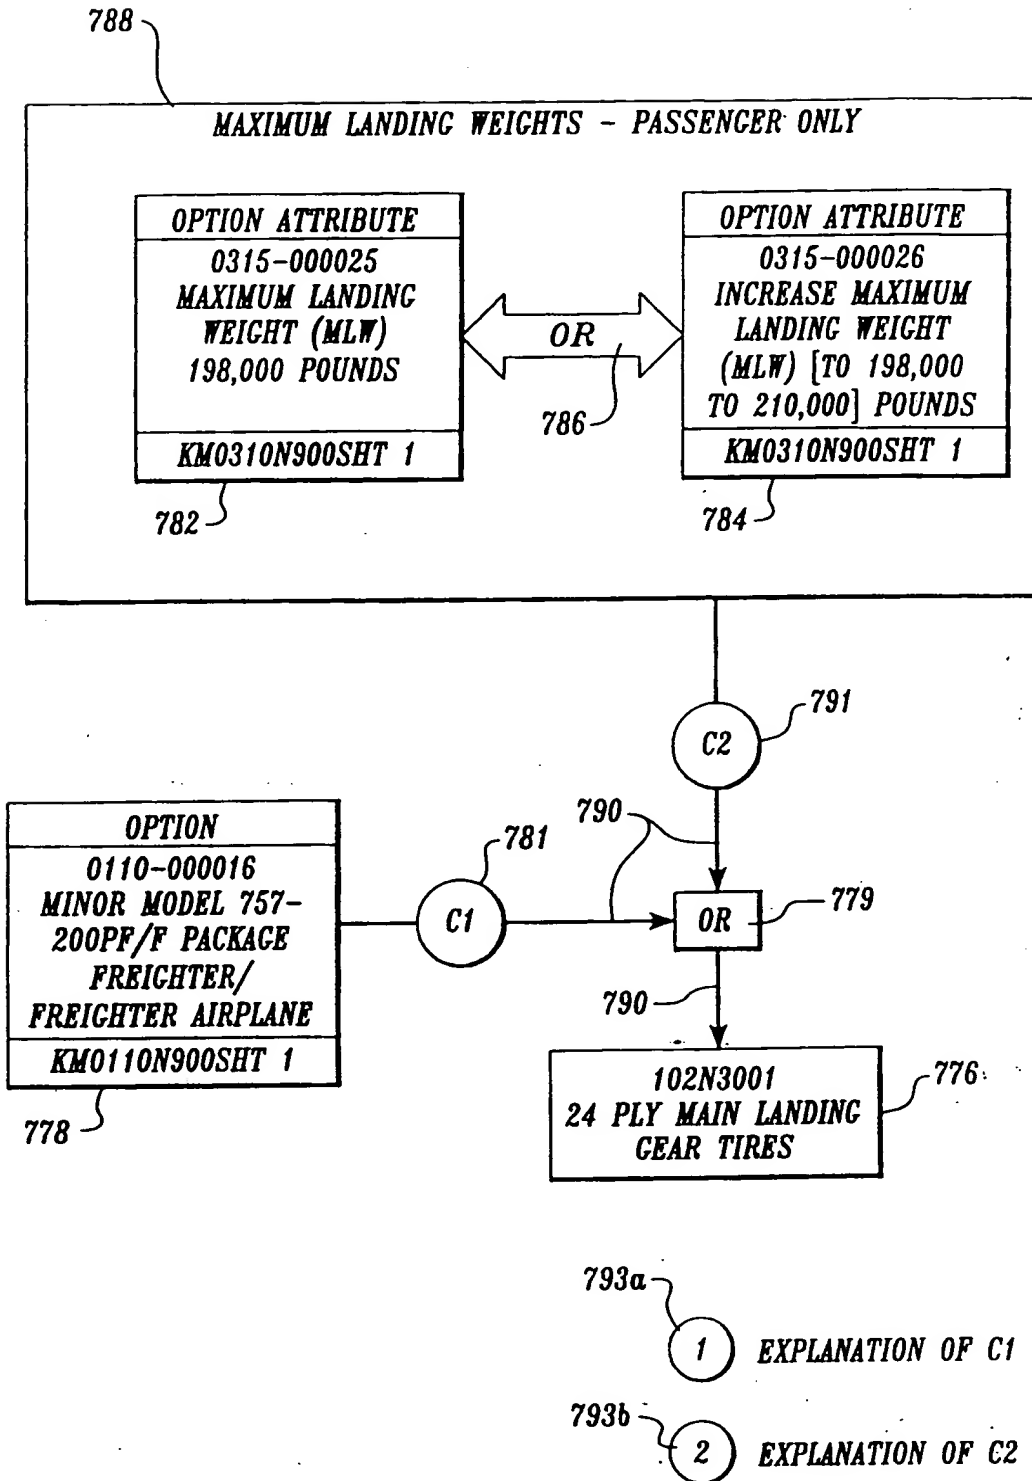 788
MAXIMUM LANDING WEIGHTS - PASSENGER ONLY
OPTION ATTRIBUTE
0315-000025
MAXIMUM LANDING
WEIGHT (MLW)
198,000 POUNDS
KM0310N900SHT 1
782
OR
786
OPTION ATTRIBUTE
0315-000026
INCREASE MAXIMUM
LANDING WEIGHT
(MLW) [TO 198,000
TO 210,000] POUNDS
KM0310N900SHT 1
784
C2
791
OPTION
0110-000016
MINOR MODEL 757-
200PF/F PACKAGE
FREIGHTER/
FREIGHTER AIRPLANE
KM0110N900SHT 1
778
C1
781
790
OR
779
790
102N3001
24 PLY MAIN LANDING
GEAR TIRES
776
793a
1 EXPLANATION OF C1
793b
2 EXPLANATION OF C2